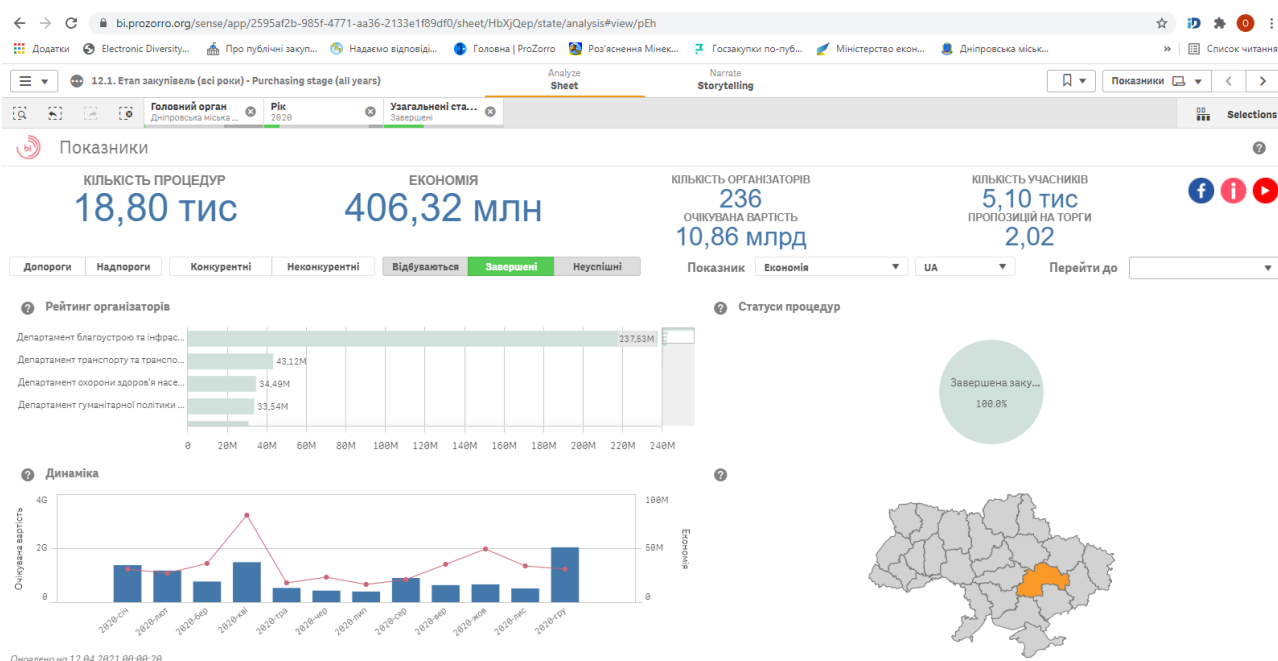 bi.prozorro.org/sense/app/2595af2b-985f-4771-aa36-2133e1f89df0/sheet/HbXjQep/state/analysis#view/pEh
Додатки Electronic Diversity... Про публічні закуп... Надаємо відповіді... Головна | ProZorro Роз'яснення Мінек... Госзакупки по-пуб... Міністерство екон... Дніпровська міськ... » Список читання
12.1. Етап закупівель (всі роки) - Purchasing stage (all years)
Analyze
Sheet
Narrate
Storytelling
Показники
Головний орган
Дніпровська міська ...
Рік
2020
Узагальнені ста...
Завершені
Selections
Показники
КІЛЬКІСТЬ ПРОЦЕДУР
18,80 тис
ЕКОНОМІЯ
406,32 млн
КІЛЬКІСТЬ ОРГАНІЗАТОРІВ
236
ОЧІКУВАНА ВАРТІСТЬ
10,86 млрд
КІЛЬКІСТЬ УЧАСНИКІВ
5,10 тис
ПРОПОЗИЦІЙ НА ТОРГИ
2,02
Допороги Надпороги Конкурентні Неконкурентні Відбуваються Завершені Неуспішні Показник Економія UA Перейти до
Рейтинг організаторів
Департамент благоустрою та інфрас... 237,53M
Департамент транспорту та транспо... 43,12M
Департамент охорони здоров'я насе... 34,49M
Департамент гуманітарної політики ... 33,54M
0 20M 40M 60M 80M 100M 120M 140M 160M 180M 200M 220M 240M
Статуси процедур
Завершена заку...
100.0%
Динаміка
Очікувана вартість
4G
2G
0
100M
50M
0
Економія
2020-січ 2020-лют 2020-бер 2020-кві 2020-тра 2020-чер 2020-лип 2020-сер 2020-вер 2020-жов 2020-лис 2020-гру
Оновлено на 12.04.2021 00:00:20